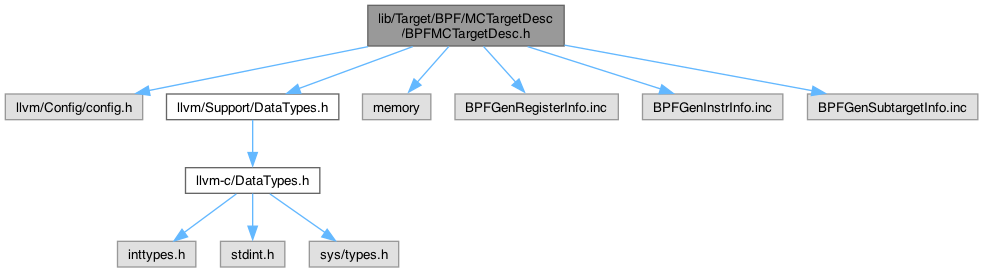 lib/Target/BPF/MCTargetDesc
/BPFMCTargetDesc.h
llvm/Config/config.h
llvm/Support/DataTypes.h
memory
BPFGenRegisterInfo.inc
BPFGenInstrInfo.inc
BPFGenSubtargetInfo.inc
llvm-c/DataTypes.h
inttypes.h
stdint.h
sys/types.h